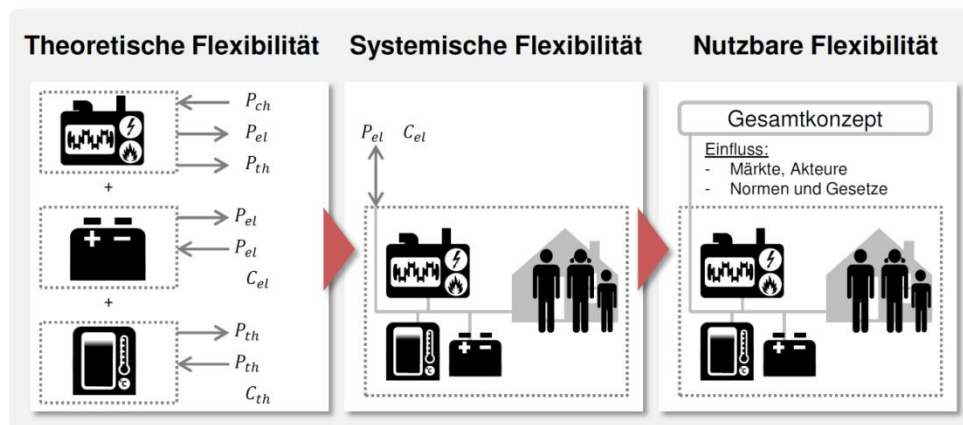 Theoretische Flexibilität
P_ch
P_el
P_th
+
+ −
P_el
P_el
C_el
+
°C
P_th
P_th
C_th
Systemische Flexibilität
P_el C_el
+ −
Nutzbare Flexibilität
Gesamtkonzept
Einfluss:
- Märkte, Akteure
- Normen und Gesetze
+ −